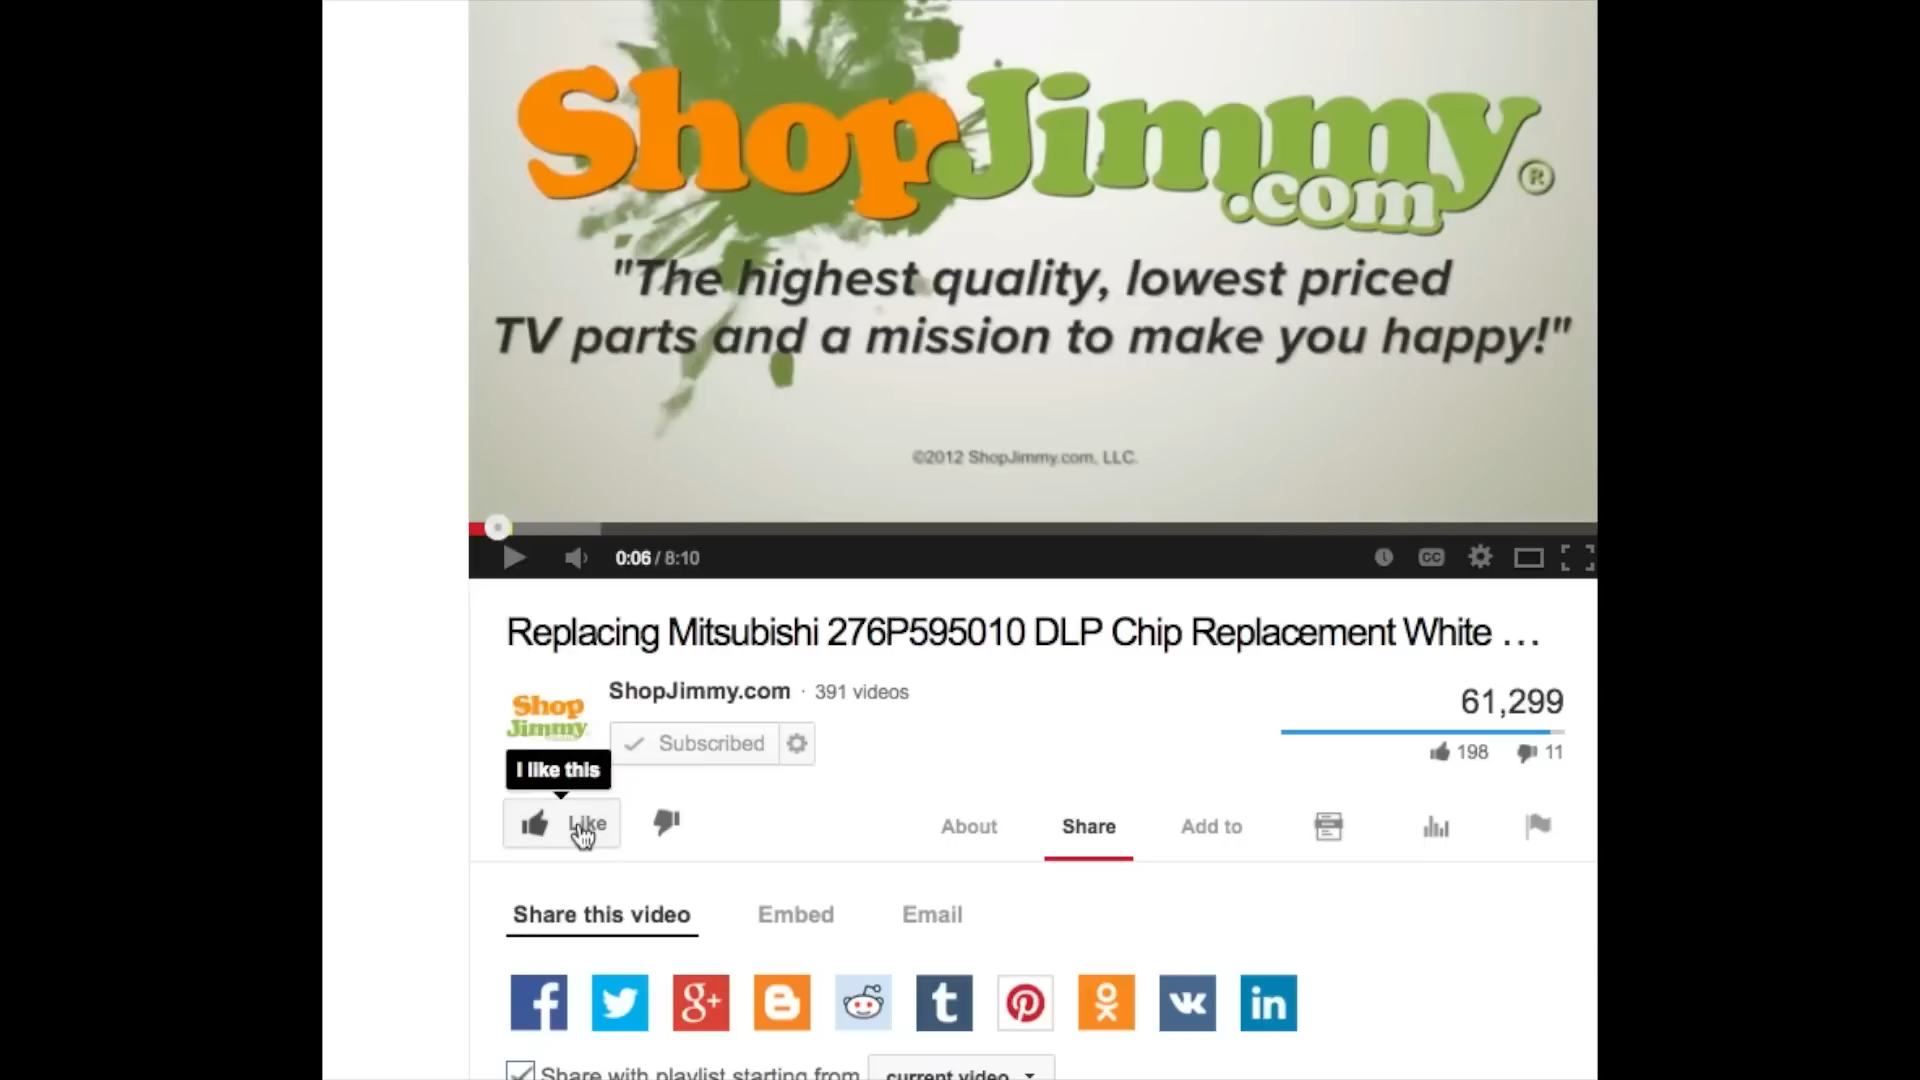 ShopJimmy.com®
"The highest quality, lowest priced
TV parts and a mission to make you happy!"
©2012 ShopJimmy.com, LLC.
CC
0:06 / 8:10
Replacing Mitsubishi 276P595010 DLP Chip Replacement White ...
Shop
Jimmy
ShopJimmy.com · 391 videos
61,299
Subscribed
198 11
I like this
Like
About Share Add to
Share this video Embed Email
f g+ B t p vk in
Share with playlist starting from current video